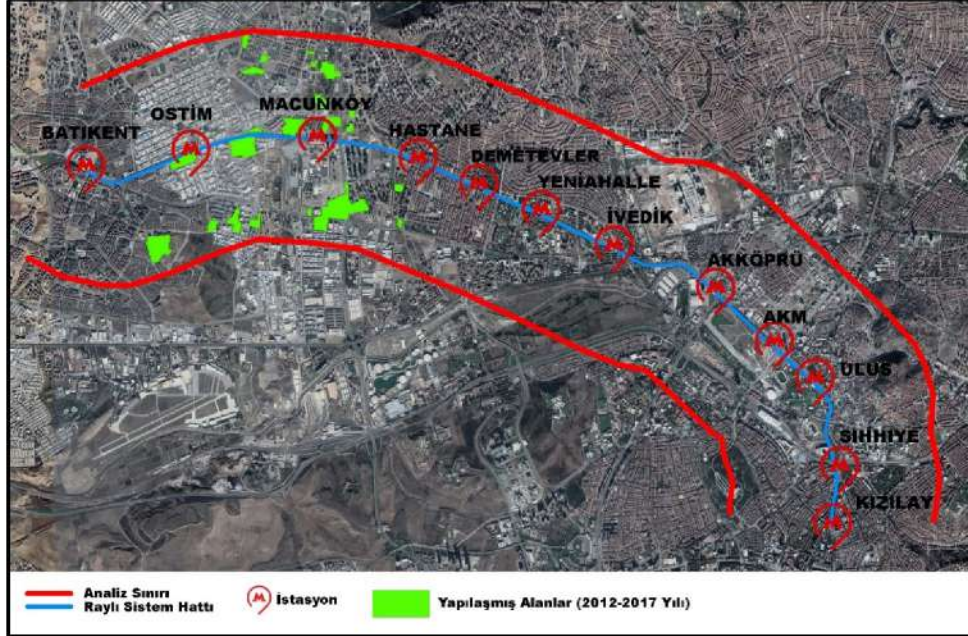 BATIKENT
OSTİM
MACUNKÖY
HASTANE
DEMETEVLER
YENİAHALLE
İVEDİK
AKKÖPRÜ
AKM
ULUS
SIHHIYE
KIZILAY
Analiz Sınırı
Raylı Sistem Hattı
İstasyon
Yapılaşmış Alanlar (2012-2017 Yılı)